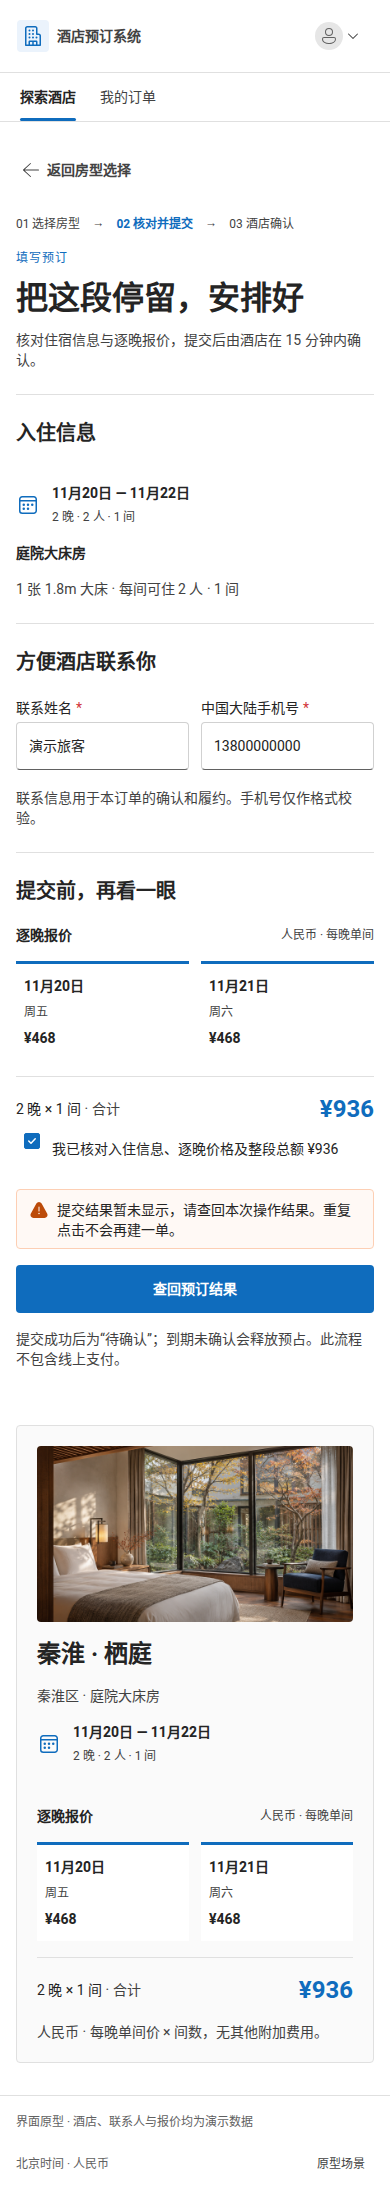 酒店预订系统
探索酒店 我的订单
返回房型选择
01 选择房型 → 02 核对并提交 → 03 酒店确认
填写预订
把这段停留，安排好
核对住宿信息与逐晚报价，提交后由酒店在 15 分钟内确
认。
入住信息
11月20日 — 11月22日
2 晚 · 2 人 · 1 间
庭院大床房
1 张 1.8m 大床 · 每间可住 2 人 · 1 间
方便酒店联系你
联系姓名 * 中国大陆手机号 *
演示旅客 13800000000
联系信息用于本订单的确认和履约。手机号仅作格式校
验。
提交前，再看一眼
逐晚报价 人民币 · 每晚单间
11月20日 11月21日
周五 周六
¥468 ¥468
2 晚 × 1 间 · 合计 ¥936
我已核对入住信息、逐晚价格及整段总额 ¥936
提交结果暂未显示，请查回本次操作结果。重复
点击不会再建一单。
查回预订结果
提交成功后为“待确认”；到期未确认会释放预占。此流程
不包含线上支付。
秦淮 · 栖庭
秦淮区 · 庭院大床房
11月20日 — 11月22日
2 晚 · 2 人 · 1 间
逐晚报价 人民币 · 每晚单间
11月20日 11月21日
周五 周六
¥468 ¥468
2 晚 × 1 间 · 合计 ¥936
人民币 · 每晚单间价 × 间数，无其他附加费用。
界面原型 · 酒店、联系人与报价均为演示数据
北京时间 · 人民币 原型场景